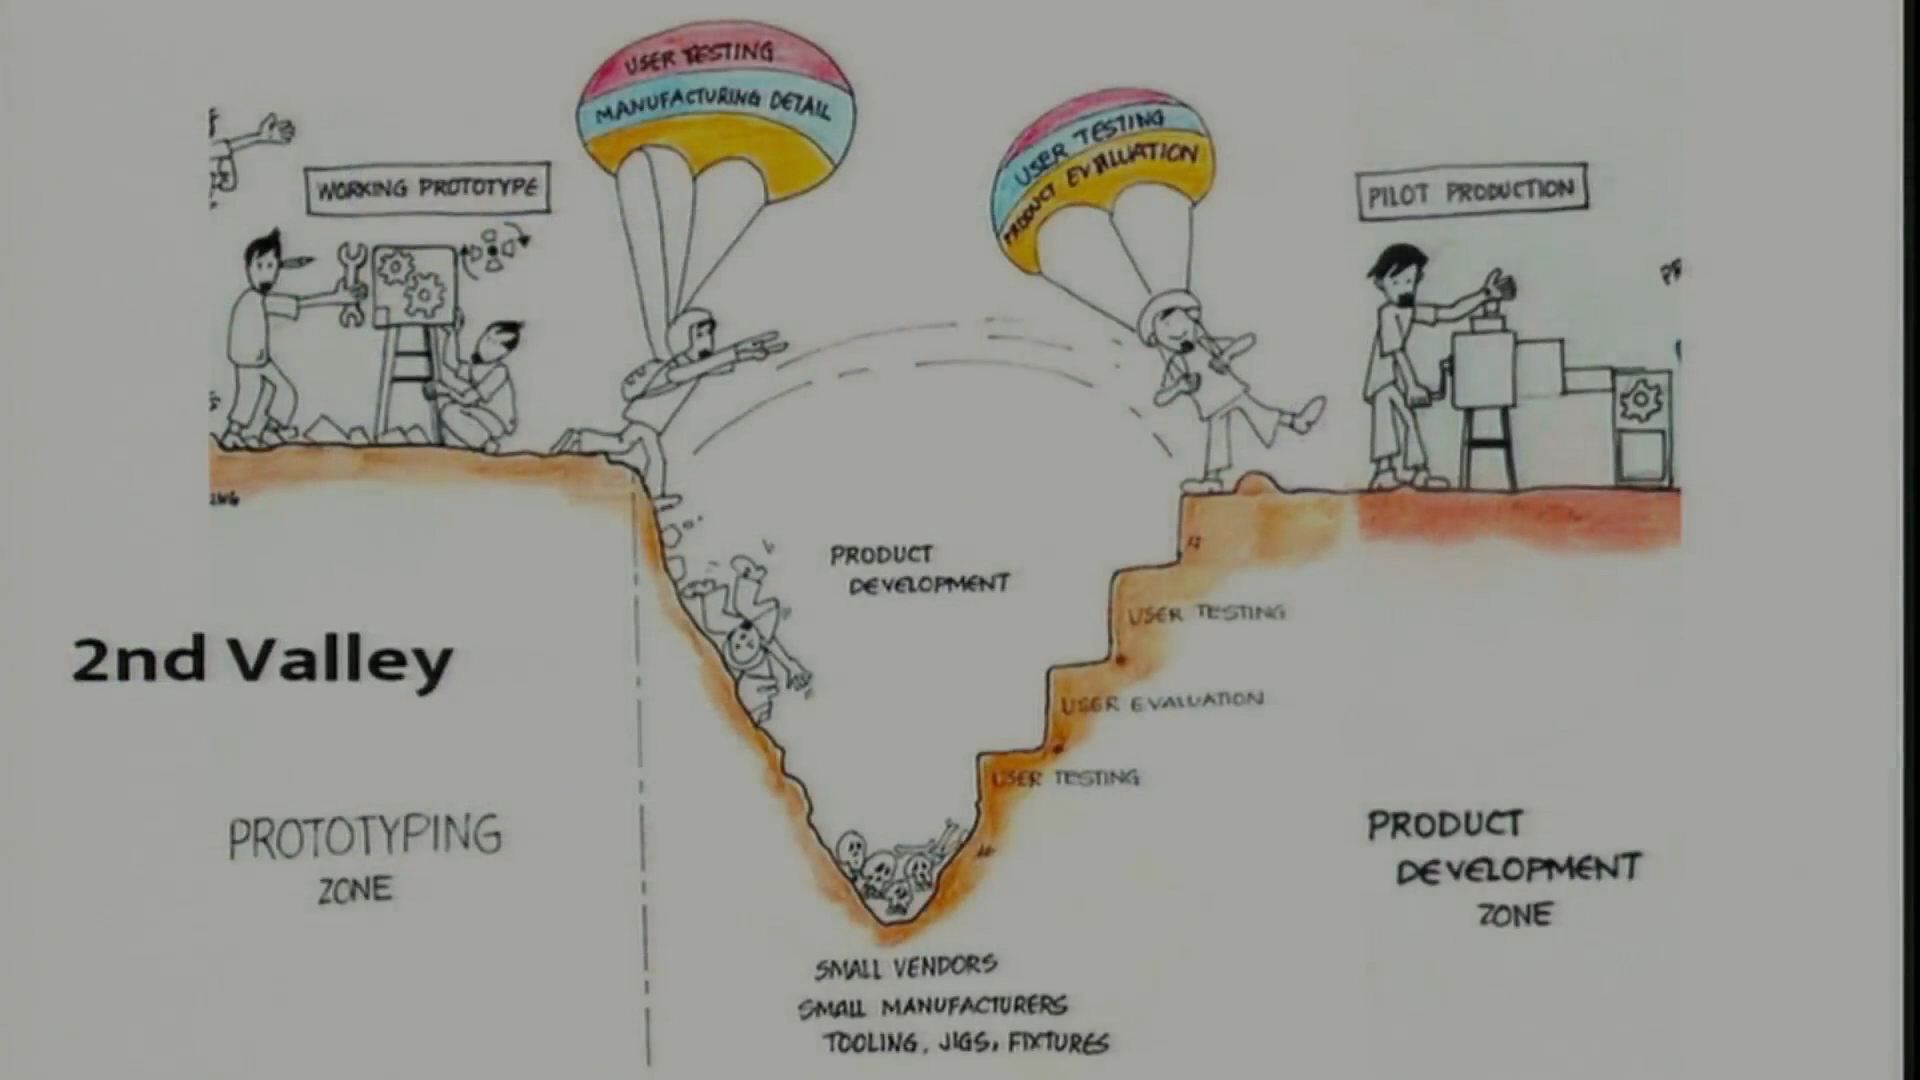 USER TESTING
MANUFACTURING DETAIL
USER TESTING
PRODUCT EVALUATION
WORKING PROTOTYPE
PILOT PRODUCTION
PRODUCT
DEVELOPMENT
USER TESTING
USER EVALUATION
USER TESTING
2nd Valley
PROTOTYPING
ZONE
PRODUCT
DEVELOPMENT
ZONE
SMALL VENDORS
SMALL MANUFACTURERS
TOOLING, JIGS, FIXTURES